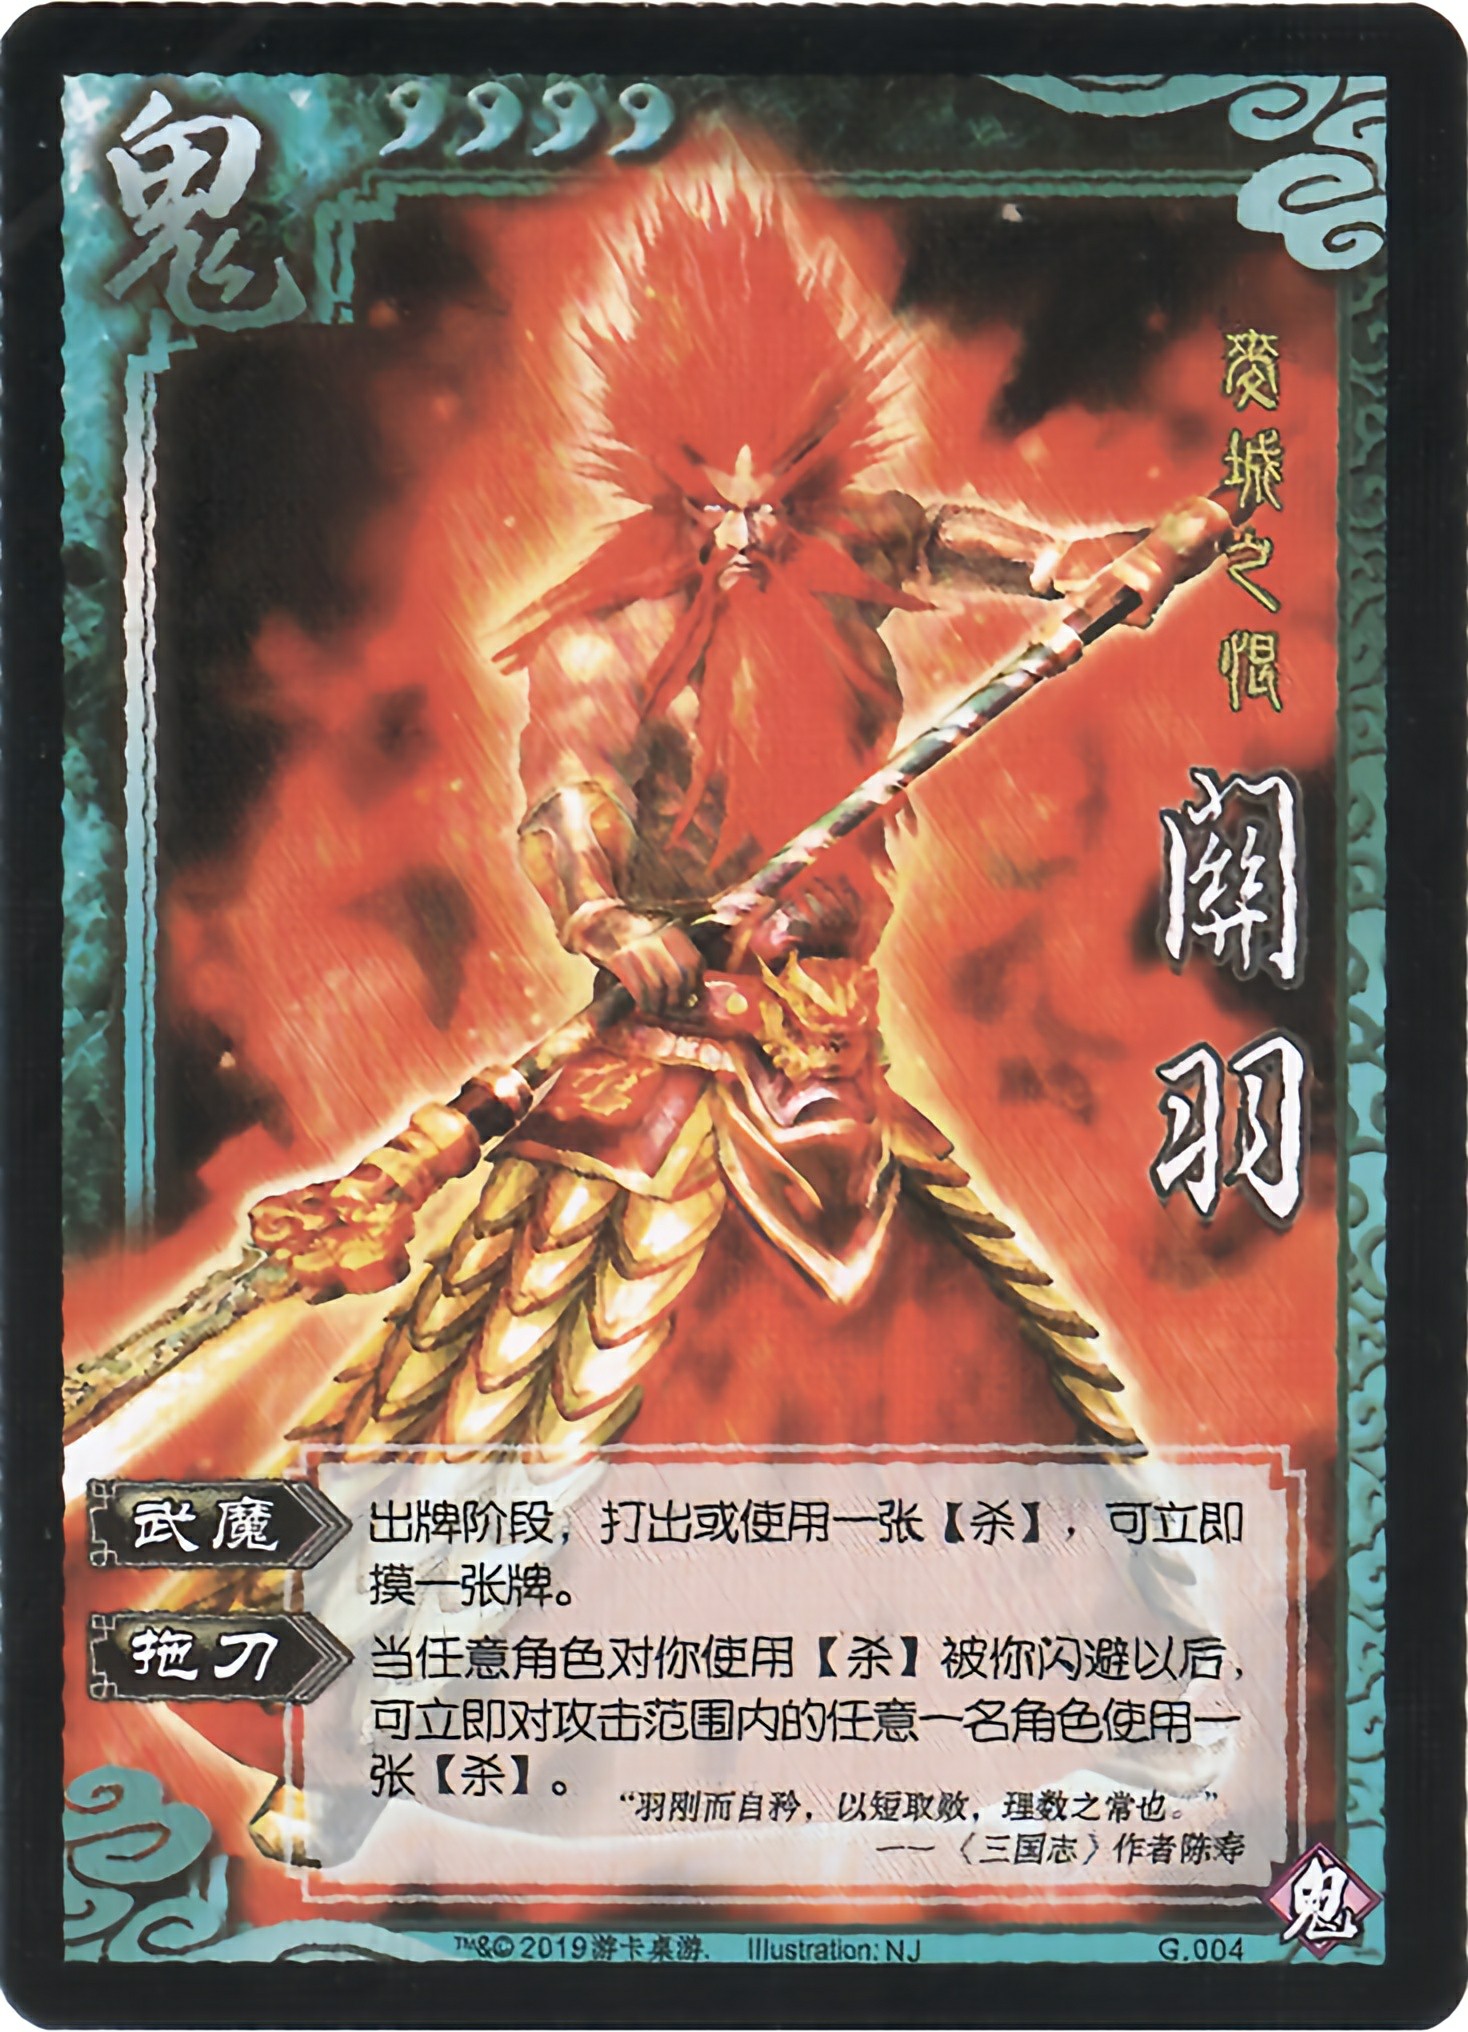 鬼
麥城之恨
關羽
武魔
出牌阶段，打出或使用一张【杀】，可立即
摸一张牌。
拖刀
当任意角色对你使用【杀】被你闪避以后，
可立即对攻击范围内的任意一名角色使用一
张【杀】。
“羽刚而自矜，以短取败，理数之常也。”
——《三国志》作者陈寿
鬼
™&© 2019游卡桌游. Illustration: NJ G.004